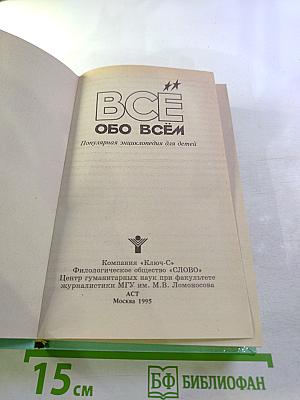 ВСЁ
ОБО ВСЁМ
Популярная энциклопедия для детей
Компания «Ключ-С»
Филологическое общество «СЛОВО»
Центр гуманитарных наук при факультете
журналистики МГУ им. М.В. Ломоносова
АСТ
Москва 1995
15 см
БФ БИБЛИОФАН